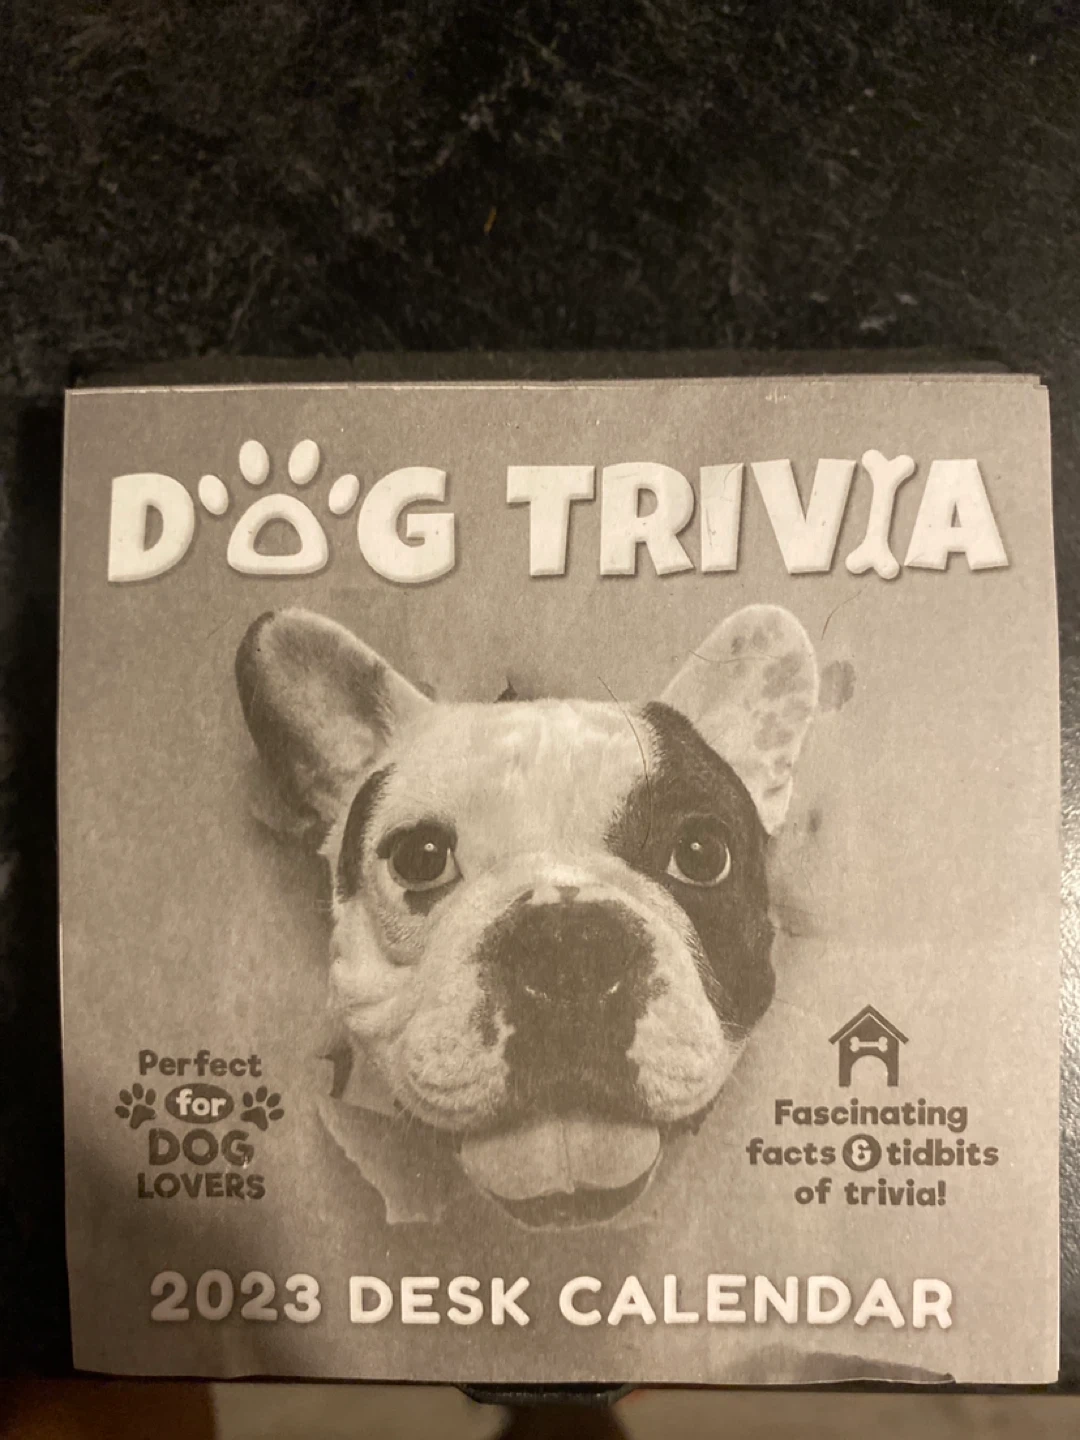 DOG TRIVIA
Perfect
for
DOG
LOVERS
Fascinating
facts & tidbits
of trivia!
2023 DESK CALENDAR